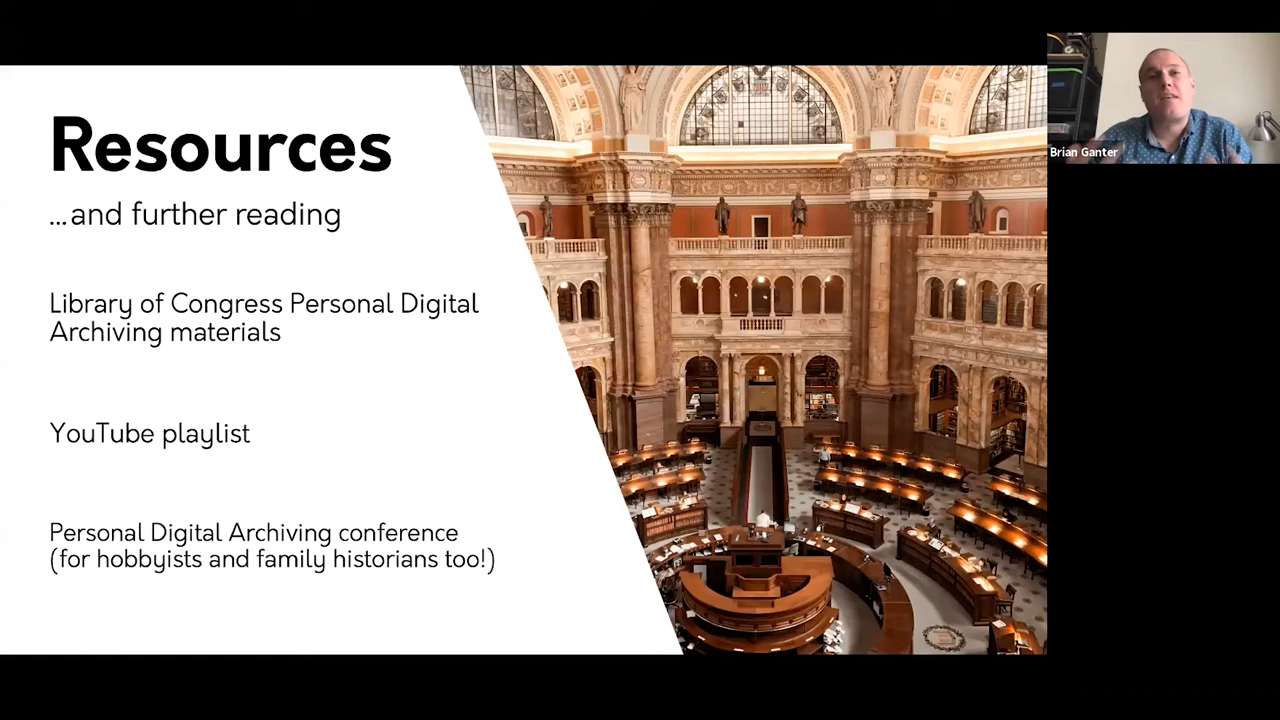 Resources
...and further reading
Library of Congress Personal Digital
Archiving materials
YouTube playlist
Personal Digital Archiving conference
(for hobbyists and family historians too!)
Brian Ganter